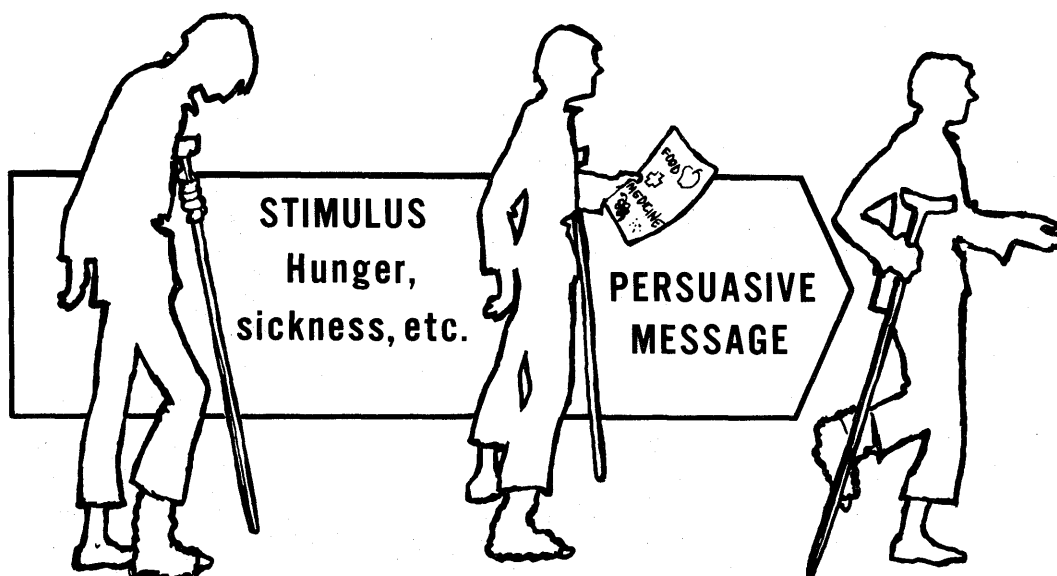 STIMULUS
Hunger,
sickness, etc.
FOOD
MEDICINE
PERSUASIVE
MESSAGE